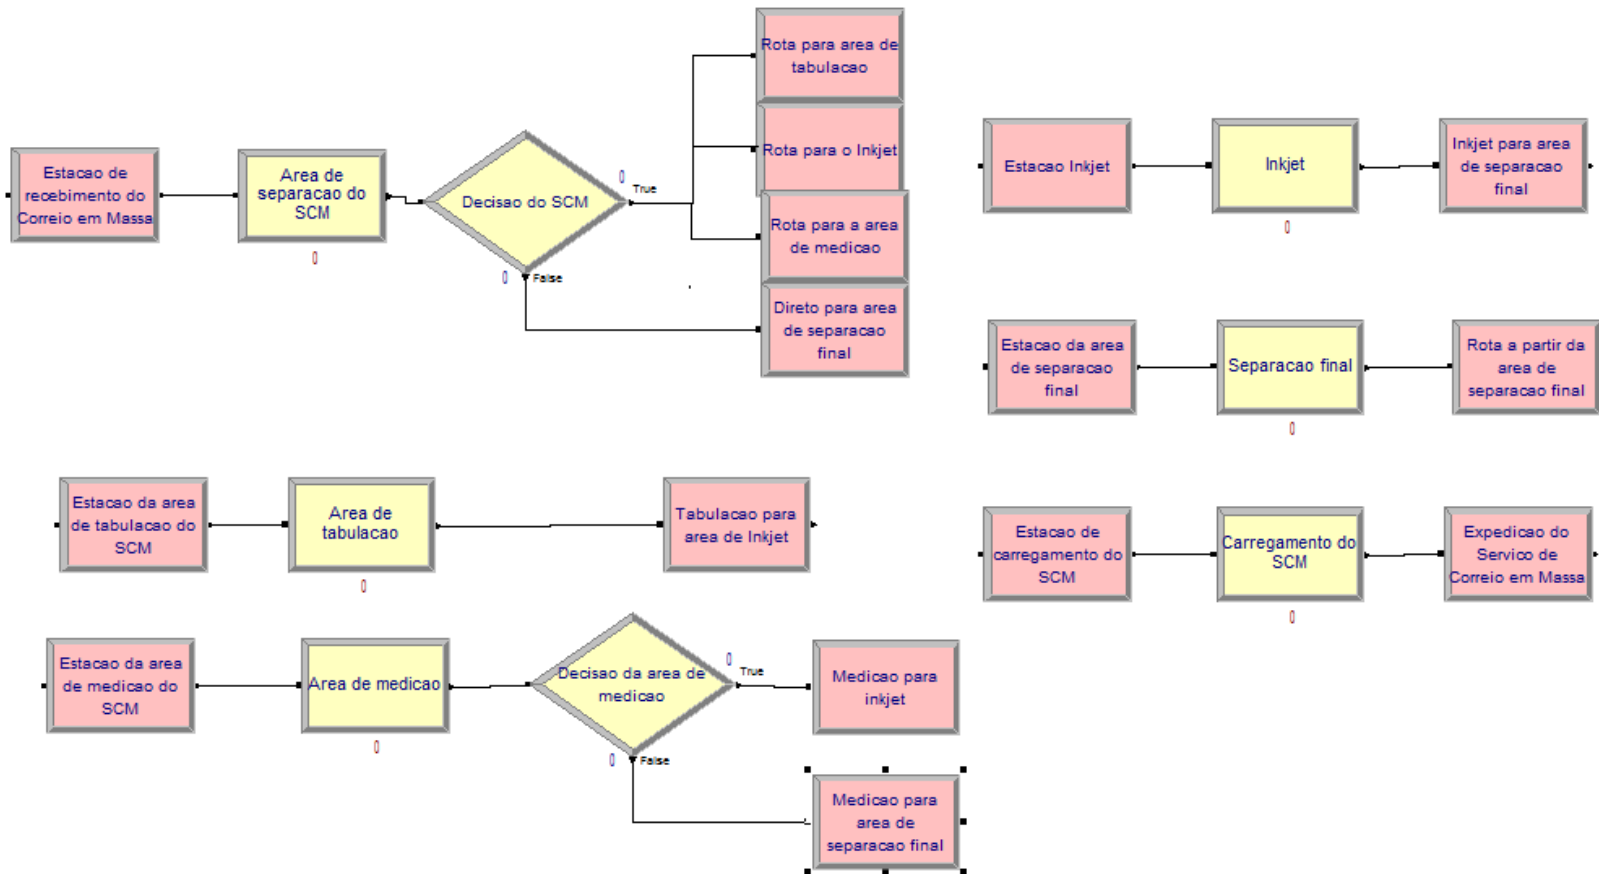 Estacao de
recebimento do
Correio em Massa
Area de
separacao do
SCM
0
Decisao do SCM
0
True
0
False
Rota para area de
tabulacao
Rota para o Inkjet
Rota para a area
de medicao
Direto para area
de separacao
final
Estacao Inkjet
Inkjet
0
Inkjet para area
de separacao
final
Estacao da area
de separacao
final
Separacao final
0
Rota a partir da
area de
separacao final
Estacao da area
de tabulacao do
SCM
Area de
tabulacao
0
Tabulacao para
area de Inkjet
Estacao de
carregamento do
SCM
Carregamento do
SCM
0
Expedicao do
Servico de
Correio em Massa
Estacao da area
de medicao do
SCM
Area de medicao
0
Decisao da area de
medicao
0
True
0
False
Medicao para
inkjet
Medicao para
area de
separacao final